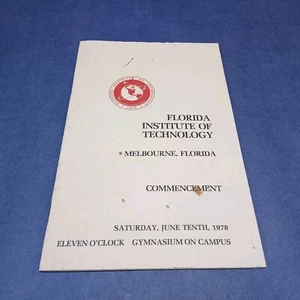 FLORIDA
INSTITUTE OF
TECHNOLOGY
MELBOURNE, FLORIDA
COMMENCEMENT
SATURDAY, JUNE TENTH, 1978
ELEVEN O'CLOCK GYMNASIUM ON CAMPUS